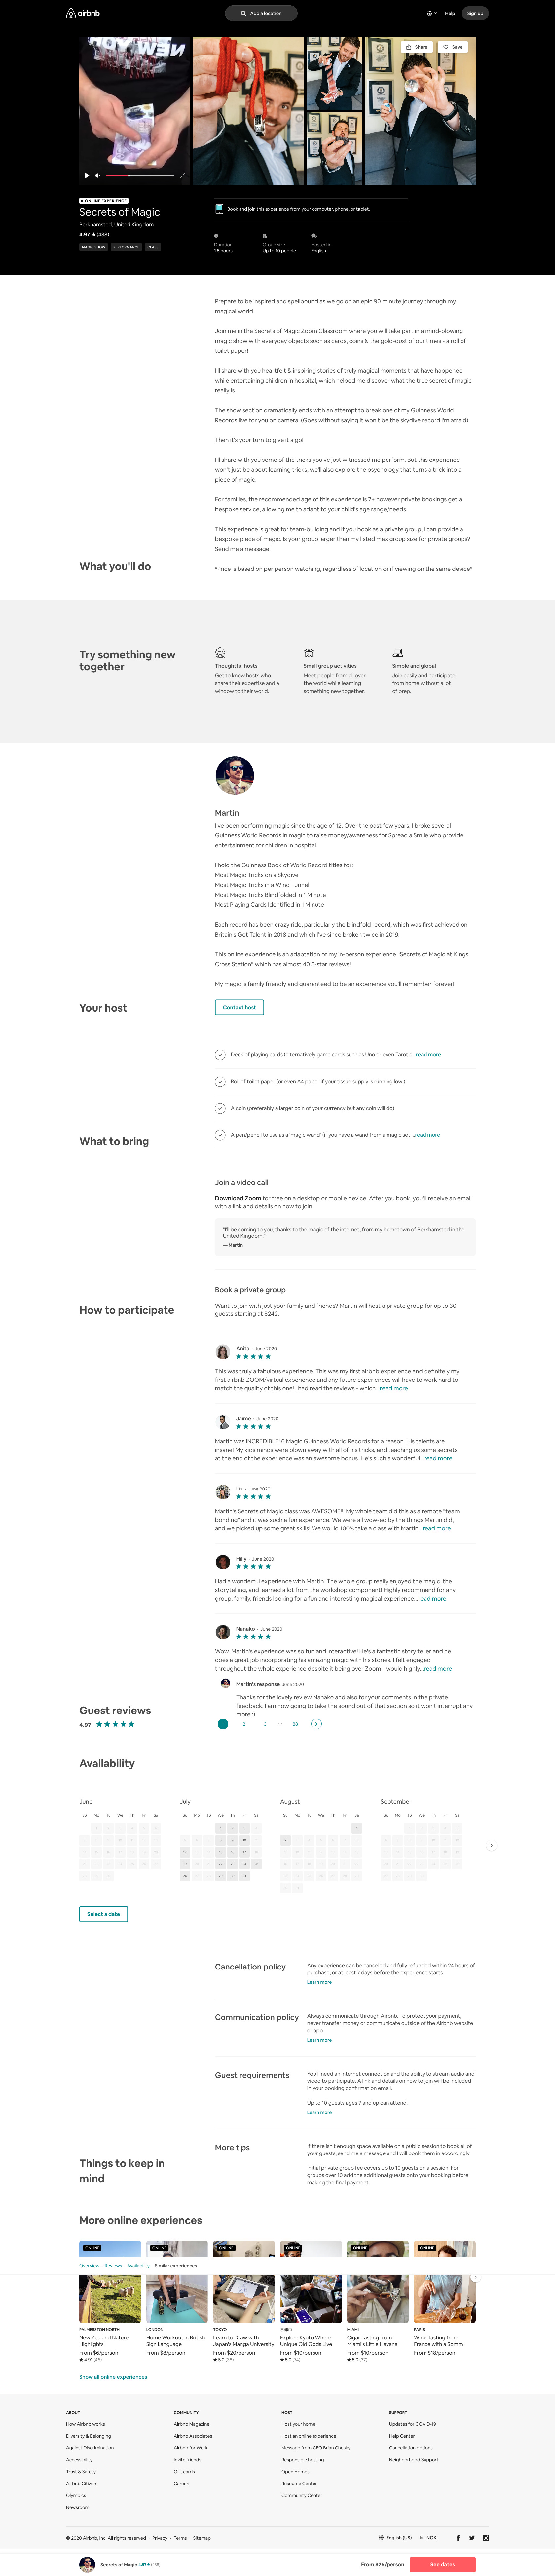 airbnb
Add a location
Help
Sign up
Share
Save
ONLINE EXPERIENCE
Secrets of Magic
Berkhamsted, United Kingdom
4.97 ★ (438)
MAGIC SHOW
PERFORMANCE
CLASS
Book and join this experience from your computer, phone, or tablet.
Duration
1.5 hours
Group size
Up to 10 people
Hosted in
English
What you'll do
Prepare to be inspired and spellbound as we go on an epic 90 minute journey through my
magical world.
Join me in the Secrets of Magic Zoom Classroom where you will take part in a mind-blowing
magic show with everyday objects such as cards, coins & the gold-dust of our times - a roll of
toilet paper!
I'll share with you heartfelt & inspiring stories of truly magical moments that have happened
while entertaining children in hospital, which helped me discover what the true secret of magic
really is.
The show section dramatically ends with an attempt to break one of my Guinness World
Records live for you on camera! (Goes without saying it won't be the skydive record I'm afraid)
Then it's your turn to give it a go!
I'll share with you some of the tricks you've just witnessed me perform. But this experience
won't just be about learning tricks, we'll also explore the psychology that turns a trick into a
piece of magic.
For families, the recommended age of this experience is 7+ however private bookings get a
bespoke service, allowing me to adapt to your child's age range/needs.
This experience is great for team-building and if you book as a private group, I can provide a
bespoke piece of magic. Is your group larger than my listed max group size for private groups?
Send me a message!
*Price is based on per person watching, regardless of location or if viewing on the same device*
Try something new
together
Thoughtful hosts
Get to know hosts who
share their expertise and a
window to their world.
Small group activities
Meet people from all over
the world while learning
something new together.
Simple and global
Join easily and participate
from home without a lot
of prep.
Your host
Martin
I've been performing magic since the age of 12. Over the past few years, I broke several
Guinness World Records in magic to raise money/awareness for Spread a Smile who provide
entertainment for children in hospital.
I hold the Guinness Book of World Record titles for:
Most Magic Tricks on a Skydive
Most Magic Tricks in a Wind Tunnel
Most Magic Tricks Blindfolded in 1 Minute
Most Playing Cards Identified in 1 Minute
Each record has been crazy ride, particularly the blindfold record, which was first achieved on
Britain's Got Talent in 2018 and which I've since broken twice in 2019.
This online experience is an adaptation of my in-person experience "Secrets of Magic at Kings
Cross Station" which has almost 40 5-star reviews!
My magic is family friendly and guaranteed to be an experience you'll remember forever!
Contact host
What to bring
Deck of playing cards (alternatively game cards such as Uno or even Tarot c...read more
Roll of toilet paper (or even A4 paper if your tissue supply is running low!)
A coin (preferably a larger coin of your currency but any coin will do)
A pen/pencil to use as a 'magic wand' (if you have a wand from a magic set ...read more
How to participate
Join a video call
Download Zoom for free on a desktop or mobile device. After you book, you'll receive an email
with a link and details on how to join.
"I'll be coming to you, thanks to the magic of the internet, from my hometown of Berkhamsted in the
United Kingdom."
— Martin
Book a private group
Want to join with just your family and friends? Martin will host a private group for up to 30
guests starting at $242.
Guest reviews
4.97 ★★★★★
Anita · June 2020
★★★★★
This was truly a fabulous experience. This was my first airbnb experience and definitely my
first airbnb ZOOM/virtual experience and any future experiences will have to work hard to
match the quality of this one! I had read the reviews - which...read more
Jaime · June 2020
★★★★★
Martin was INCREDIBLE! 6 Magic Guinness World Records for a reason. His talents are
insane! My kids minds were blown away with all of his tricks, and teaching us some secrets
at the end of the experience was an awesome bonus. He's such a wonderful...read more
Liz · June 2020
★★★★★
Martin's Secrets of Magic class was AWESOME!!! My whole team did this as a remote "team
bonding" and it was such a fun experience. We were all wow-ed by the things Martin did,
and we picked up some great skills! We would 100% take a class with Martin...read more
Hilly · June 2020
★★★★★
Had a wonderful experience with Martin. The whole group really enjoyed the magic, the
storytelling, and learned a lot from the workshop component! Highly recommend for any
group, family, friends looking for a fun and interesting magical experience...read more
Nanako · June 2020
★★★★★
Wow. Martin's experience was so fun and interactive! He's a fantastic story teller and he
does a great job incorporating his amazing magic with his stories. I felt engaged
throughout the whole experience despite it being over Zoom - would highly...read more
Martin's response June 2020
Thanks for the lovely review Nanako and also for your comments in the private
feedback. I am now going to take the sound out of that section so it won't interrupt any
more :)
1 2 3 ... 88
Availability
June
July
August
September
Su Mo Tu We Th Fr Sa
Su Mo Tu We Th Fr Sa
Su Mo Tu We Th Fr Sa
Su Mo Tu We Th Fr Sa
Select a date
Things to keep in
mind
Cancellation policy
Any experience can be canceled and fully refunded within 24 hours of
purchase, or at least 7 days before the experience starts.
Learn more
Communication policy
Always communicate through Airbnb. To protect your payment,
never transfer money or communicate outside of the Airbnb website
or app.
Learn more
Guest requirements
You'll need an internet connection and the ability to stream audio and
video to participate. A link and details on how to join will be included
in your booking confirmation email.
Up to 10 guests ages 7 and up can attend.
Learn more
More tips
If there isn't enough space available on a public session to book all of
your guests, send me a message and I will book them in accordingly.
Initial private group fee covers up to 10 guests on a session. For
groups over 10 add the additional guests onto your booking before
making the final payment.
More online experiences
ONLINE
ONLINE
ONLINE
ONLINE
ONLINE
ONLINE
Overview · Reviews · Availability · Similar experiences
PALMERSTON NORTH
New Zealand Nature
Highlights
From $6/person
★ 4.91 (46)
LONDON
Home Workout in British
Sign Language
From $8/person
TOKYO
Learn to Draw with
Japan's Manga University
From $20/person
★ 5.0 (38)
京都市
Explore Kyoto Where
Unique Old Gods Live
From $10/person
★ 5.0 (74)
MIAMI
Cigar Tasting from
Miami's Little Havana
From $10/person
★ 5.0 (37)
PARIS
Wine Tasting from
France with a Somm
From $18/person
Show all online experiences
ABOUT
How Airbnb works
Diversity & Belonging
Against Discrimination
Accessibility
Trust & Safety
Airbnb Citizen
Olympics
Newsroom
COMMUNITY
Airbnb Magazine
Airbnb Associates
Airbnb for Work
Invite friends
Gift cards
Careers
HOST
Host your home
Host an online experience
Message from CEO Brian Chesky
Responsible hosting
Open Homes
Resource Center
Community Center
SUPPORT
Updates for COVID-19
Help Center
Cancellation options
Neighborhood Support
© 2020 Airbnb, Inc. All rights reserved · Privacy · Terms · Sitemap
English (US)
kr NOK
Secrets of Magic 4.97 ★ (438)
From $25/person
See dates